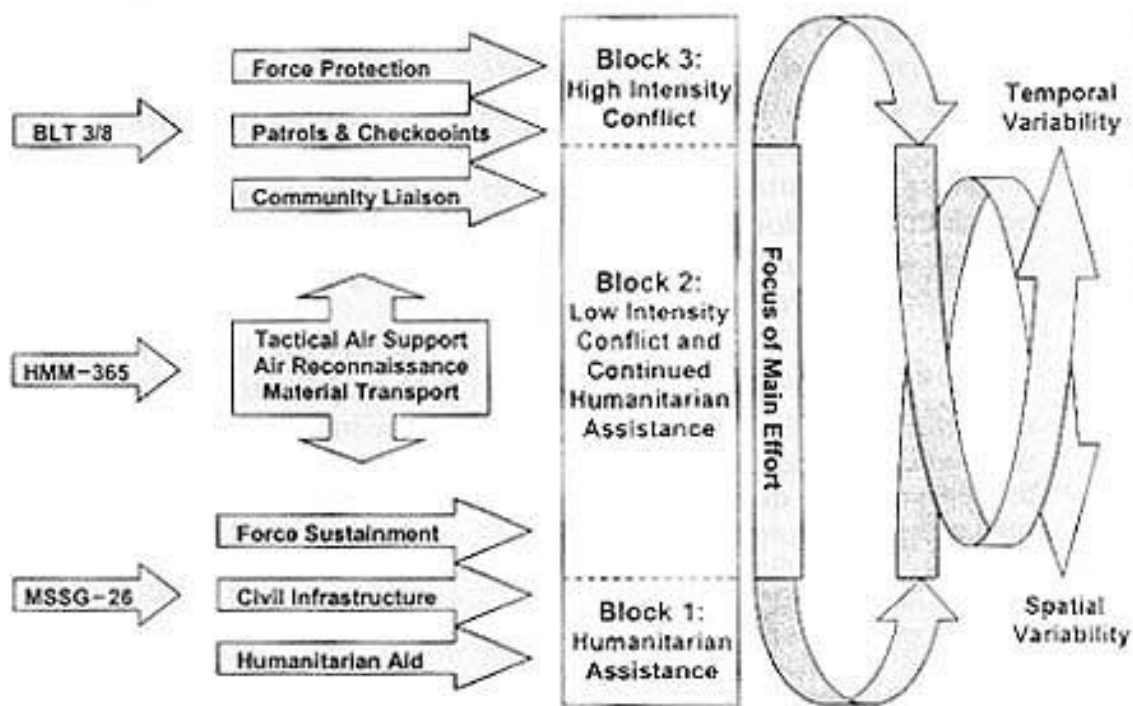 BLT 3/8
Force Protection
Patrols & Checkpoints
Community Liaison
HMM-365
Tactical Air Support
Air Reconnaissance
Material Transport
MSSG-26
Force Sustainment
Civil Infrastructure
Humanitarian Aid
Block 3:
High Intensity
Conflict
Block 2:
Low Intensity
Conflict and
Continued
Humanitarian
Assistance
Block 1:
Humanitarian
Assistance
Focus of Main Effort
Temporal
Variability
Spatial
Variability